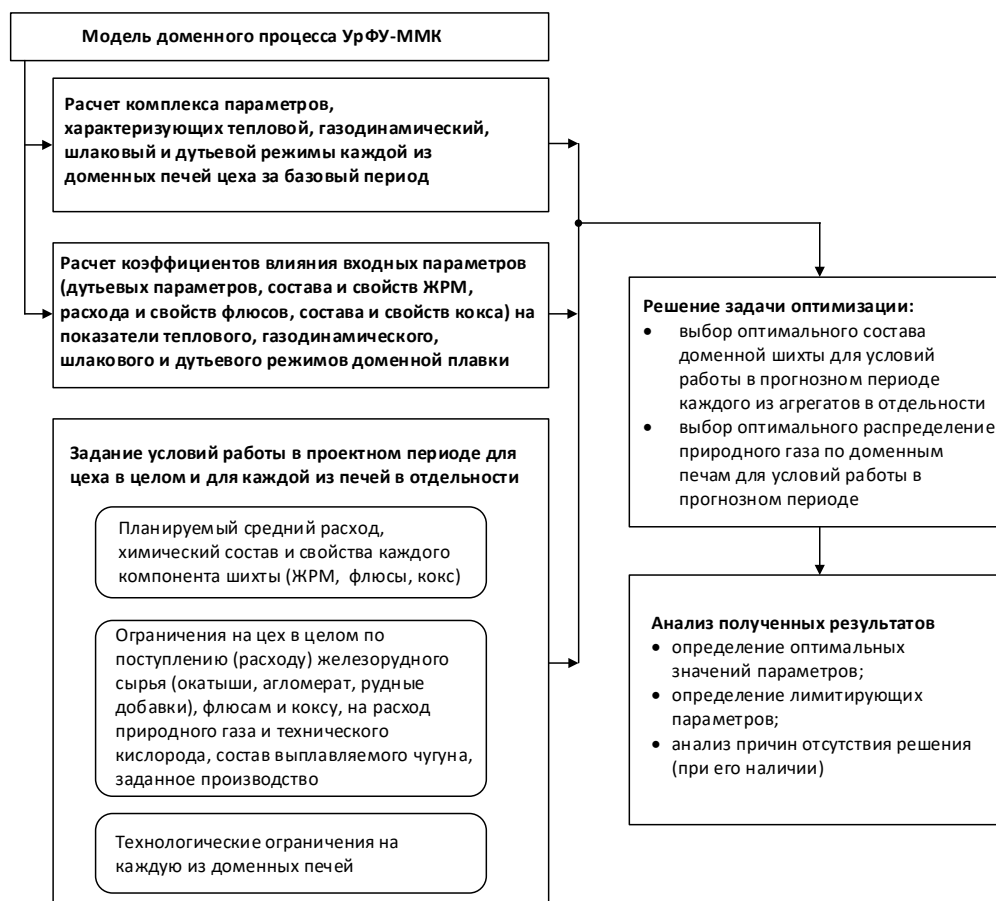 Модель доменного процесса УрФУ-ММК
Расчет комплекса параметров,
характеризующих тепловой, газодинамический,
шлаковый и дутьевой режимы каждой из
доменных печей цеха за базовый период
Расчет коэффициентов влияния входных параметров
(дутьевых параметров, состава и свойств ЖРМ,
расхода и свойств флюсов, состава и свойств кокса) на
показатели теплового, газодинамического,
шлакового и дутьевого режимов доменной плавки
Задание условий работы в проектном периоде для
цеха в целом и для каждой из печей в отдельности
Планируемый средний расход,
химический состав и свойства каждого
компонента шихты (ЖРМ, флюсы, кокс)
Ограничения на цех в целом по
поступлению (расходу) железорудного
сырья (окатыши, агломерат, рудные
добавки), флюсам и коксу, на расход
природного газа и технического
кислорода, состав выплавляемого чугуна,
заданное производство
Технологические ограничения на
каждую из доменных печей
Решение задачи оптимизации:
• выбор оптимального состава
доменной шихты для условий
работы в прогнозном периоде
каждого из агрегатов в отдельности
• выбор оптимального распределение
природного газа по доменным
печам для условий работы в
прогнозном периоде
Анализ полученных результатов
• определение оптимальных
значений параметров;
• определение лимитирующих
параметров;
• анализ причин отсутствия решения
(при его наличии)